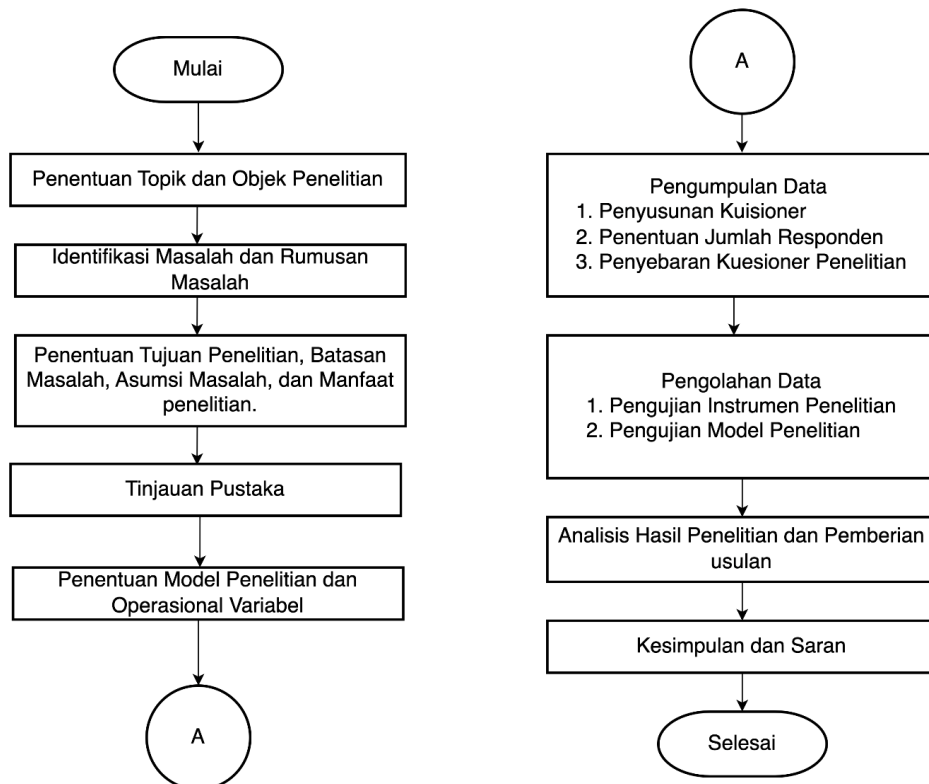 Mulai
Penentuan Topik dan Objek Penelitian
Identifikasi Masalah dan Rumusan
Masalah
Penentuan Tujuan Penelitian, Batasan
Masalah, Asumsi Masalah, dan Manfaat
penelitian.
Tinjauan Pustaka
Penentuan Model Penelitian dan
Operasional Variabel
A
A
Pengumpulan Data
1. Penyusunan Kuisioner
2. Penentuan Jumlah Responden
3. Penyebaran Kuesioner Penelitian
Pengolahan Data
1. Pengujian Instrumen Penelitian
2. Pengujian Model Penelitian
Analisis Hasil Penelitian dan Pemberian
usulan
Kesimpulan dan Saran
Selesai